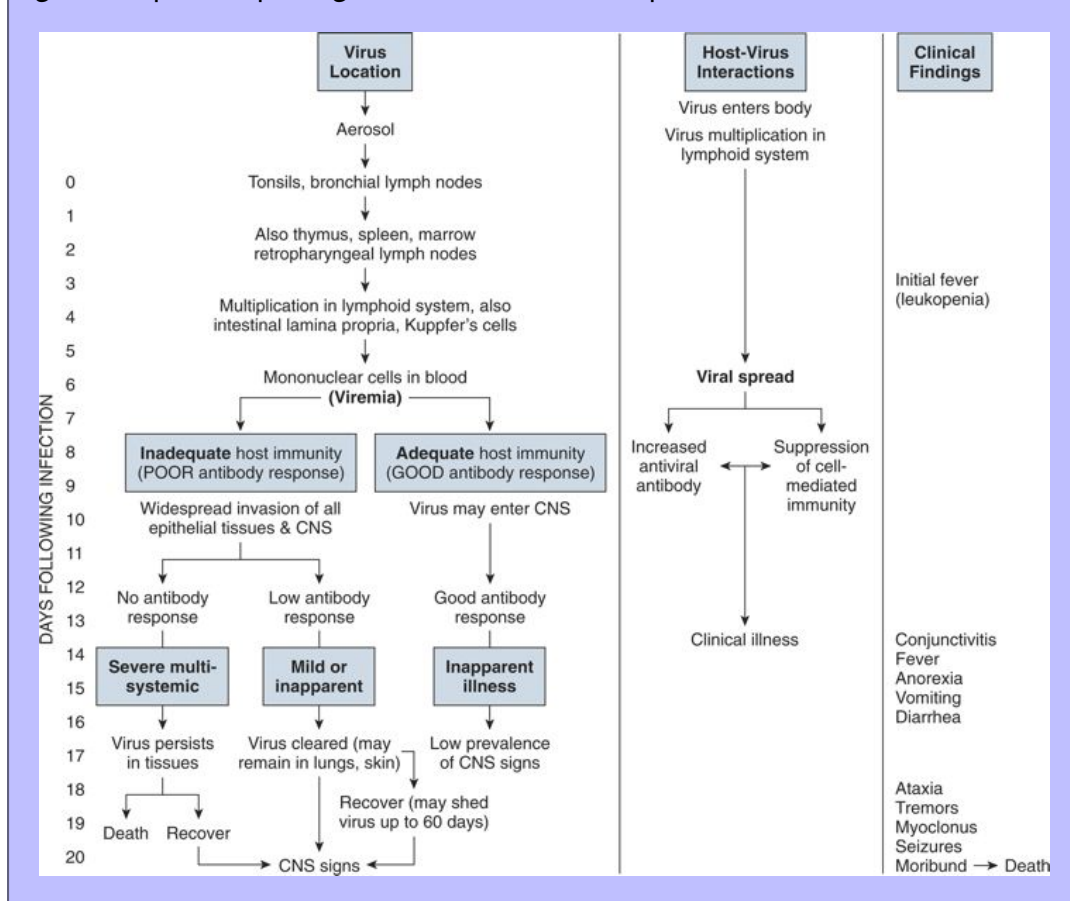 Virus
Location
Aerosol
Tonsils, bronchial lymph nodes
Also thymus, spleen, marrow
retropharyngeal lymph nodes
Multiplication in lymphoid system, also
intestinal lamina propria, Kuppfer's cells
Mononuclear cells in blood
(Viremia)
Inadequate host immunity
(POOR antibody response)
Adequate host immunity
(GOOD antibody response)
Widespread invasion of all
epithelial tissues & CNS
Virus may enter CNS
No antibody
response
Low antibody
response
Good antibody
response
Severe multi-
systemic
Mild or
inapparent
Inapparent
illness
Virus persists
in tissues
Virus cleared (may
remain in lungs, skin)
Low prevalence
of CNS signs
Recover (may shed
virus up to 60 days)
Death
Recover
CNS signs
DAYS FOLLOWING INFECTION
0
1
2
3
4
5
6
7
8
9
10
11
12
13
14
15
16
17
18
19
20
Host-Virus
Interactions
Virus enters body
Virus multiplication in
lymphoid system
Viral spread
Increased
antiviral
antibody
Suppression
of cell-
mediated
immunity
Clinical illness
Clinical
Findings
Initial fever
(leukopenia)
Conjunctivitis
Fever
Anorexia
Vomiting
Diarrhea
Ataxia
Tremors
Myoclonus
Seizures
Moribund → Death